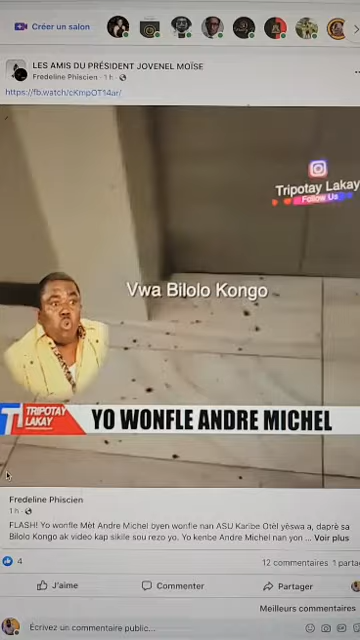 Créer un salon
LES AMIS DU PRÉSIDENT JOVENEL MOÏSE
Fredeline Phiscien · 1 h ·
https://fb.watch/cKmpOT14ar/
Tripotay Lakay
Follow Us
Vwa Bilolo Kongo
TL TRIPOTAY
LAKAY
YO WONFLE ANDRE MICHEL
Fredeline Phiscien
1 h ·
FLASH! Yo wonfle Mèt Andre Michel byen wonfle nan ASU Karibe Otèl yèswa a, daprè sa
Bilolo Kongo ak video kap sikile sou rezo yo. Yo kenbe Andre Michel nan yon ... Voir plus
4
12 commentaires 1 parta
J'aime
Commenter
Partager
Meilleurs commentaires
Écrivez un commentaire public...